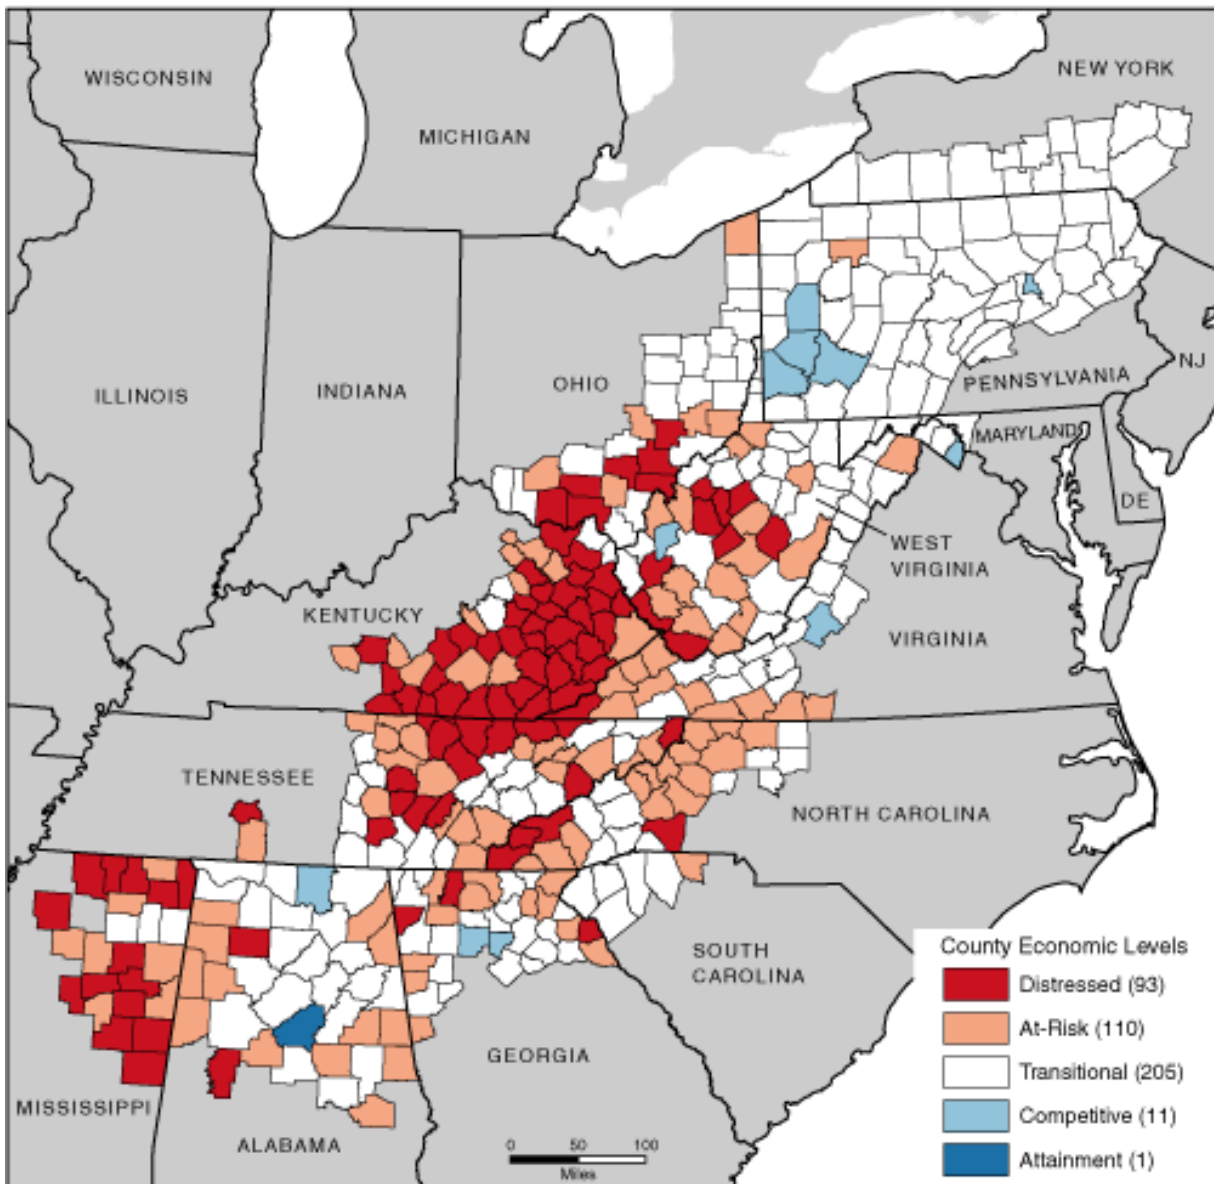 WISCONSIN
NEW YORK
MICHIGAN
ILLINOIS
INDIANA
OHIO
PENNSYLVANIA
NJ
MARYLAND
DE
WEST
VIRGINIA
KENTUCKY
VIRGINIA
TENNESSEE
NORTH CAROLINA
SOUTH
CAROLINA
GEORGIA
MISSISSIPPI
ALABAMA
County Economic Levels
Distressed (93)
At-Risk (110)
Transitional (205)
Competitive (11)
Attainment (1)
0 50 100
Miles